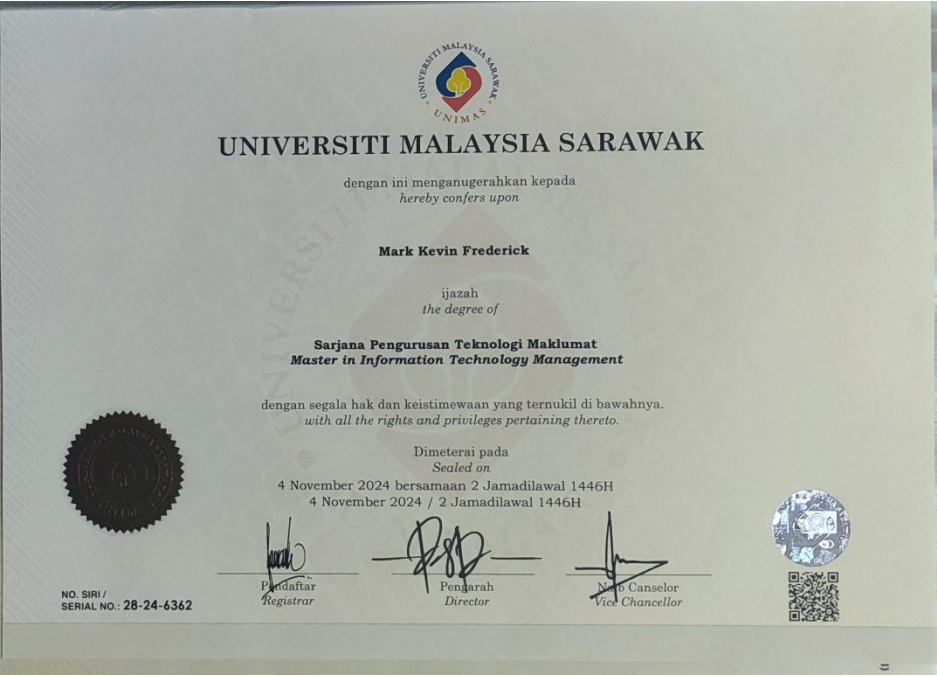 UNIVERSITI MALAYSIA SARAWAK
UNIMAS
UNIVERSITI MALAYSIA SARAWAK
dengan ini menganugerahkan kepada
hereby confers upon
Mark Kevin Frederick
ijazah
the degree of
Sarjana Pengurusan Teknologi Maklumat
Master in Information Technology Management
dengan segala hak dan keistimewaan yang ternukil di bawahnya.
with all the rights and privileges pertaining thereto.
Dimeterai pada
Sealed on
4 November 2024 bersamaan 2 Jamadilawal 1446H
4 November 2024 / 2 Jamadilawal 1446H
Pendaftar
Registrar
Pengarah
Director
Naib Canselor
Vice Chancellor
NO. SIRI /
SERIAL NO.: 28-24-6362